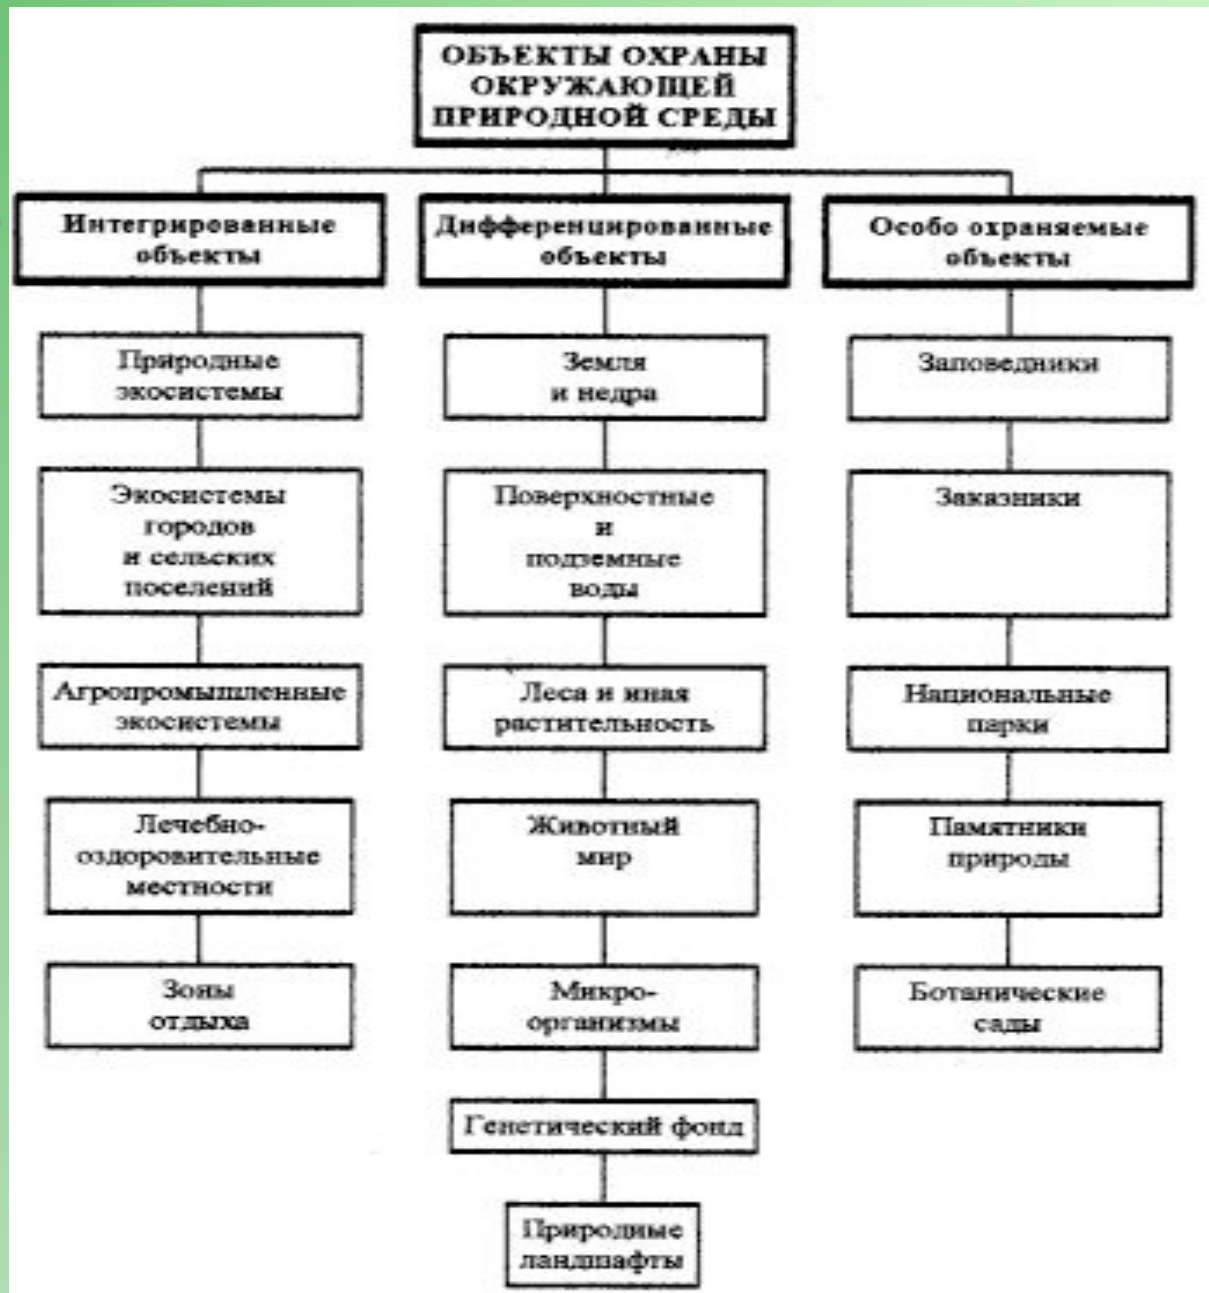 ОБЪЕКТЫ ОХРАНЫ
ОКРУЖАЮЩЕЙ
ПРИРОДНОЙ СРЕДЫ
Интегрированные
объекты
Природные
экосистемы
Экосистемы
городов
и сельских
поселений
Агропромышленные
экосистемы
Лечебно-
оздоровительные
местности
Зоны
отдыха
Дифференцированные
объекты
Земля
и недра
Поверхностные
и
подземные
воды
Леса и иная
растительность
Животный
мир
Микро-
организмы
Генетический фонд
Природные
ландшафты
Особо охраняемые
объекты
Заповедники
Заказники
Национальные
парки
Памятники
природы
Ботанические
сады